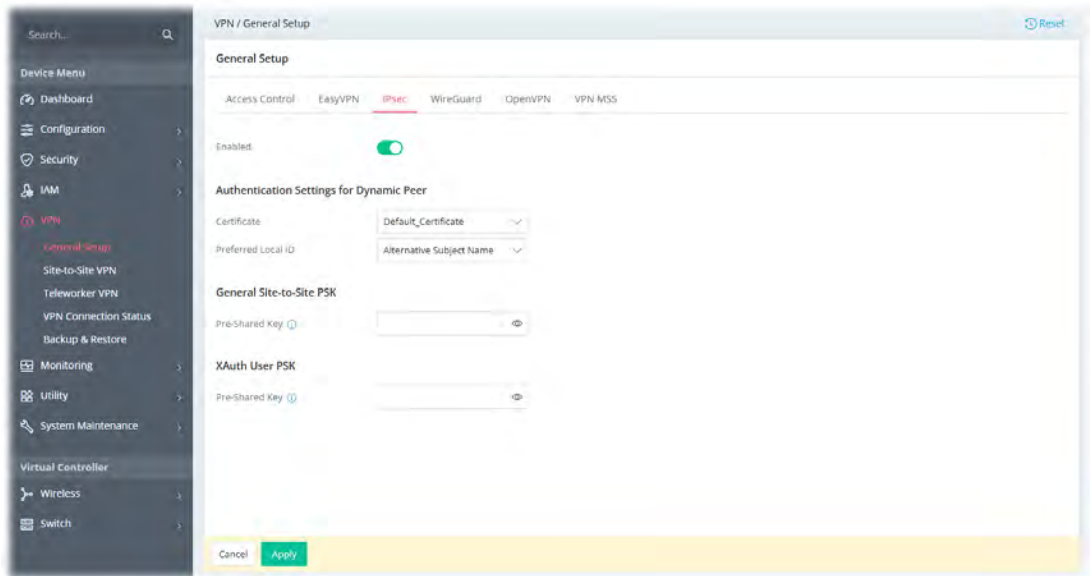 Search...
Device Menu
Dashboard
Configuration
Security
IAM
VPN
General Setup
Site-to-Site VPN
Teleworker VPN
VPN Connection Status
Backup & Restore
Monitoring
Utility
System Maintenance
Virtual Controller
Wireless
Switch
VPN / General Setup
Reset
General Setup
Access Control EasyVPN IPsec WireGuard OpenVPN VPN MSS
Enabled
Authentication Settings for Dynamic Peer
Certificate Default_Certificate
Preferred Local ID Alternative Subject Name
General Site-to-Site PSK
Pre-Shared Key
XAuth User PSK
Pre-Shared Key
Cancel Apply